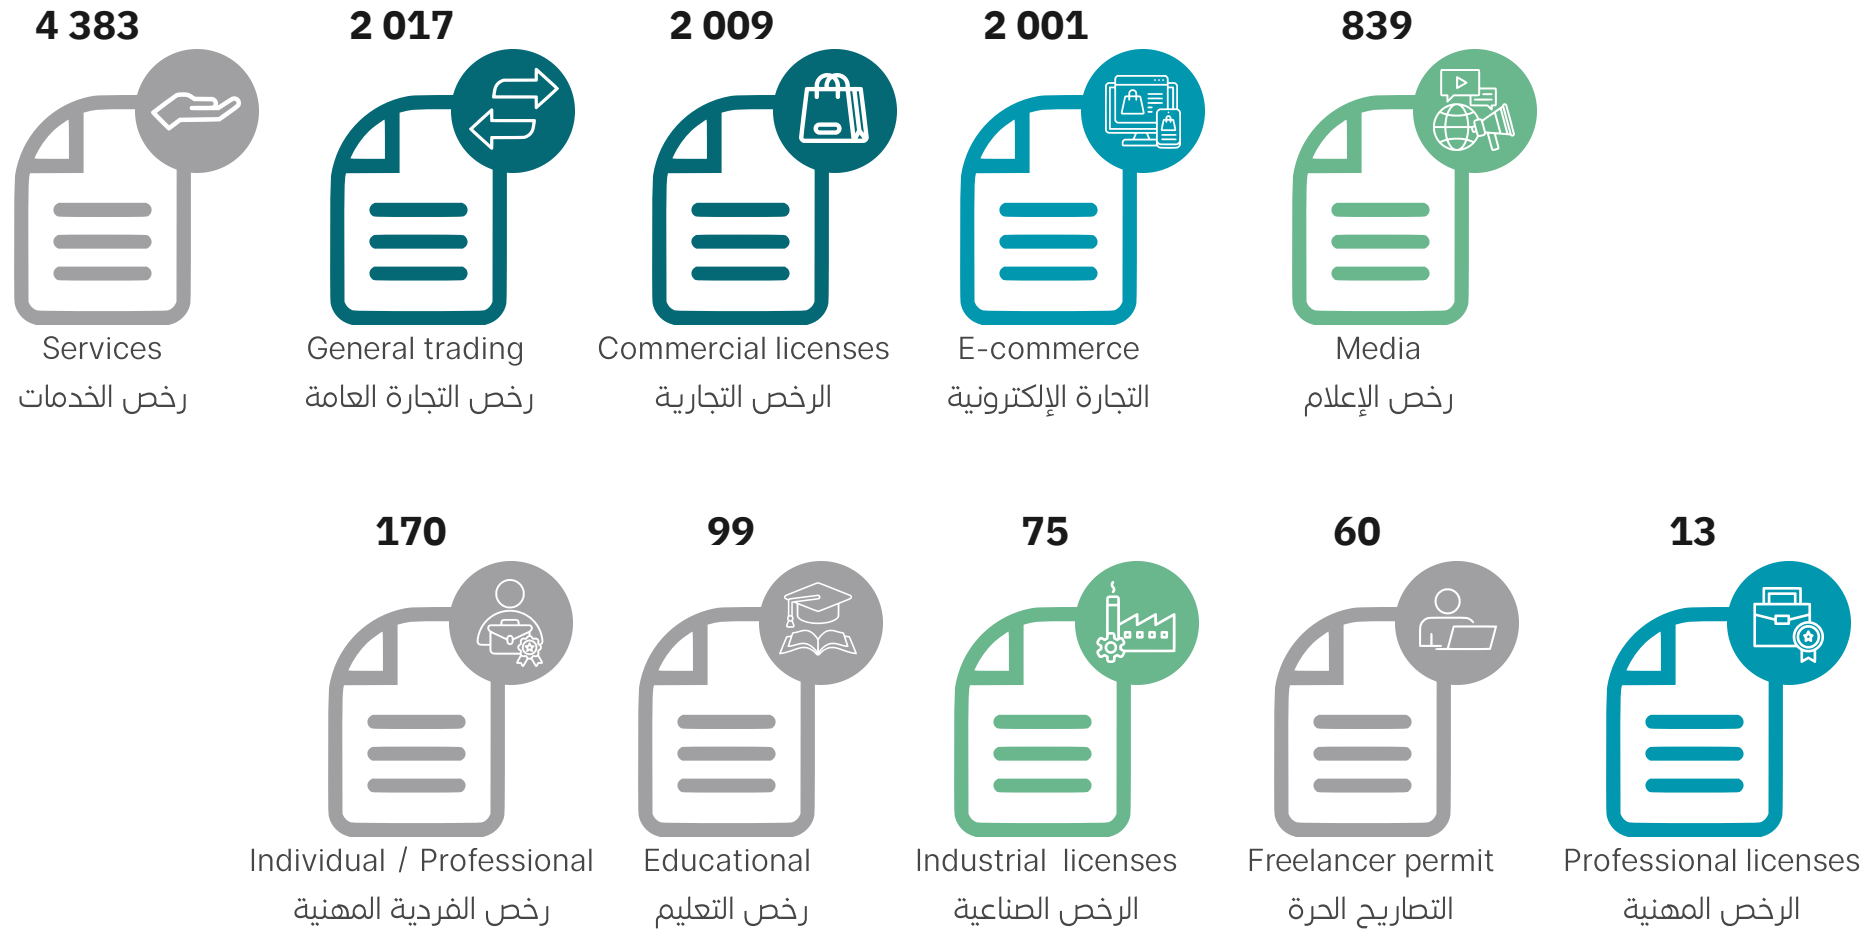 4 383
2 017
2 009
2 001
839
Services
General trading
Commercial licenses
E-commerce
Media
رخص الخدمات
رخص التجارة العامة
الرخص التجارية
التجارة الإلكترونية
رخص الإعلام
170
99
75
60
13
Individual / Professional
Educational
Industrial licenses
Freelancer permit
Professional licenses
رخص الفردية المهنية
رخص التعليم
الرخص الصناعية
التصاريح الحرة
الرخص المهنية